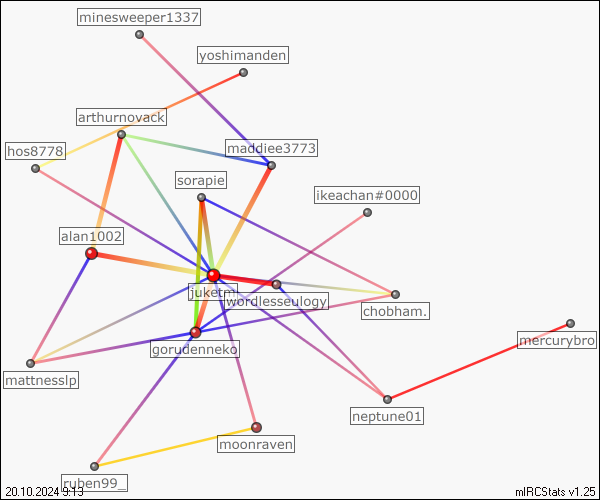 minesweeper1337
yoshimanden
arthurnovack
hos8778
maddiee3773
sorapie
ikeachan#0000
alan1002
wordlesseulogy
chobham.
mercurybro
gorudenneko
mattnesslp
neptune01
moonraven
ruben99_
20.10.2024 9:13
mIRCStats v1.25